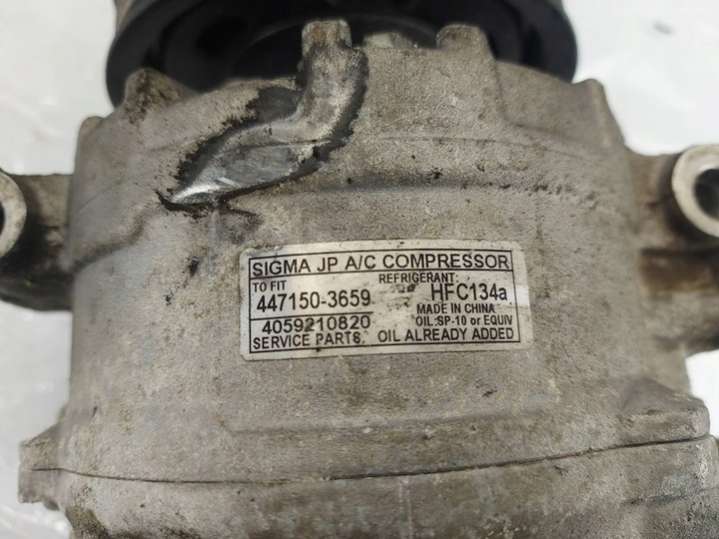 SIGMA JP A/C COMPRESSOR
TO FIT REFRIGERANT:
447150-3659 HFC134a
MADE IN CHINA
4059210820 OIL:SP-10 or EQUIV
SERVICE PARTS. OIL ALREADY ADDED